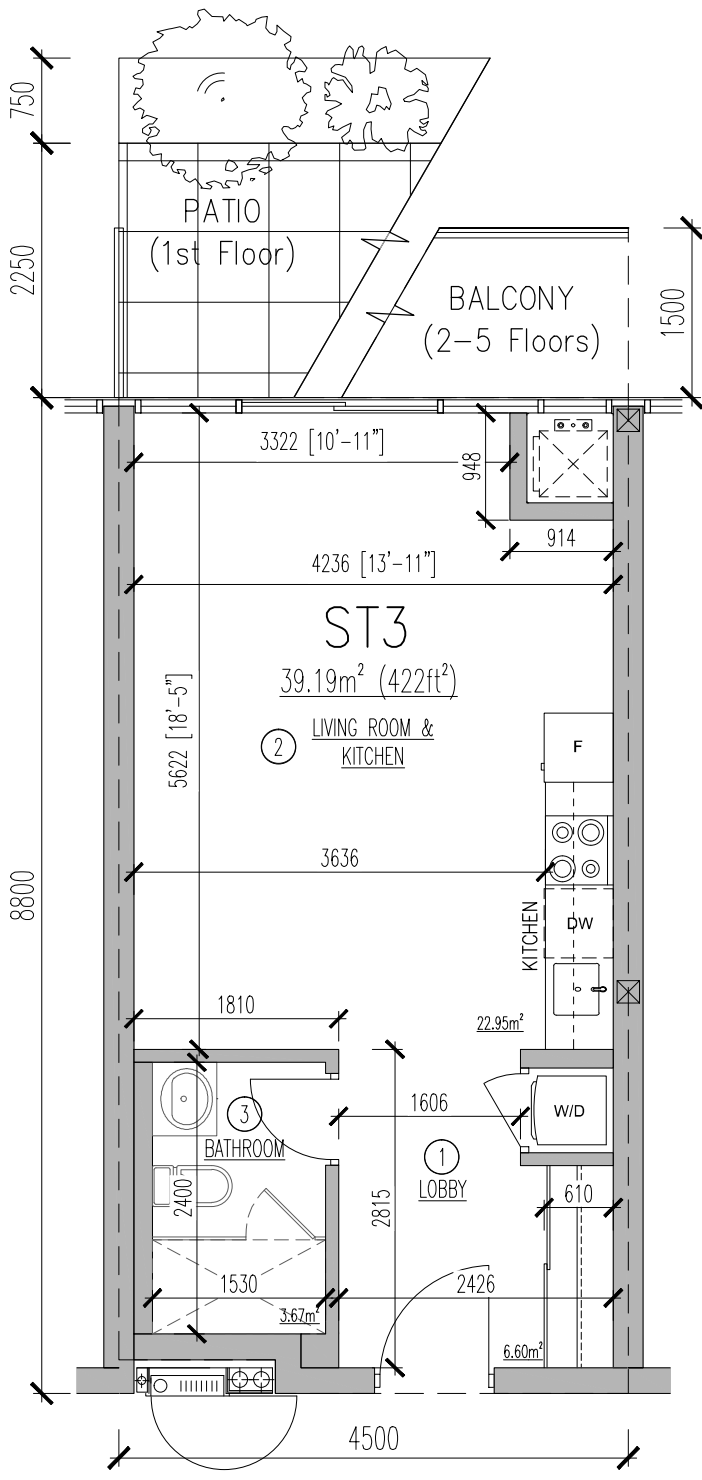 750
2250
PATIO
(1st Floor)
BALCONY
(2-5 Floors)
1500
3322 [10'-11"]
948
914
4236 [13'-11"]
ST3
39.19m² (422ft²)
5622 [18'-5"]
2
LIVING ROOM &
KITCHEN
F
3636
8800
KITCHEN
DW
1810
22.95m²
3
BATHROOM
1606
W/D
1
LOBBY
2400
2815
610
1530
2426
3.67m²
6.60m²
4500